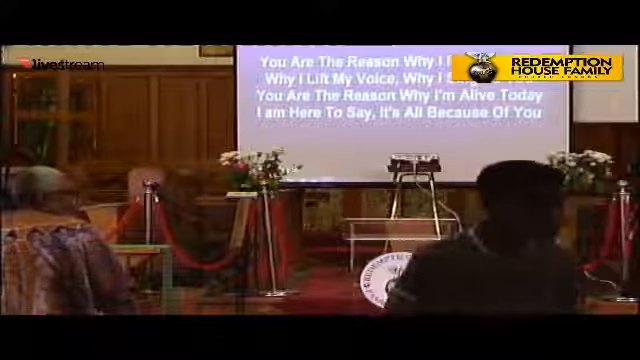 livestream
You Are The Reason Why I
Why I Lift My Voice, Why I
You Are The Reason Why I'm Alive Today
I am Here To Say, It's All Because Of You
REDEMPTION
HOUSE FAMILY